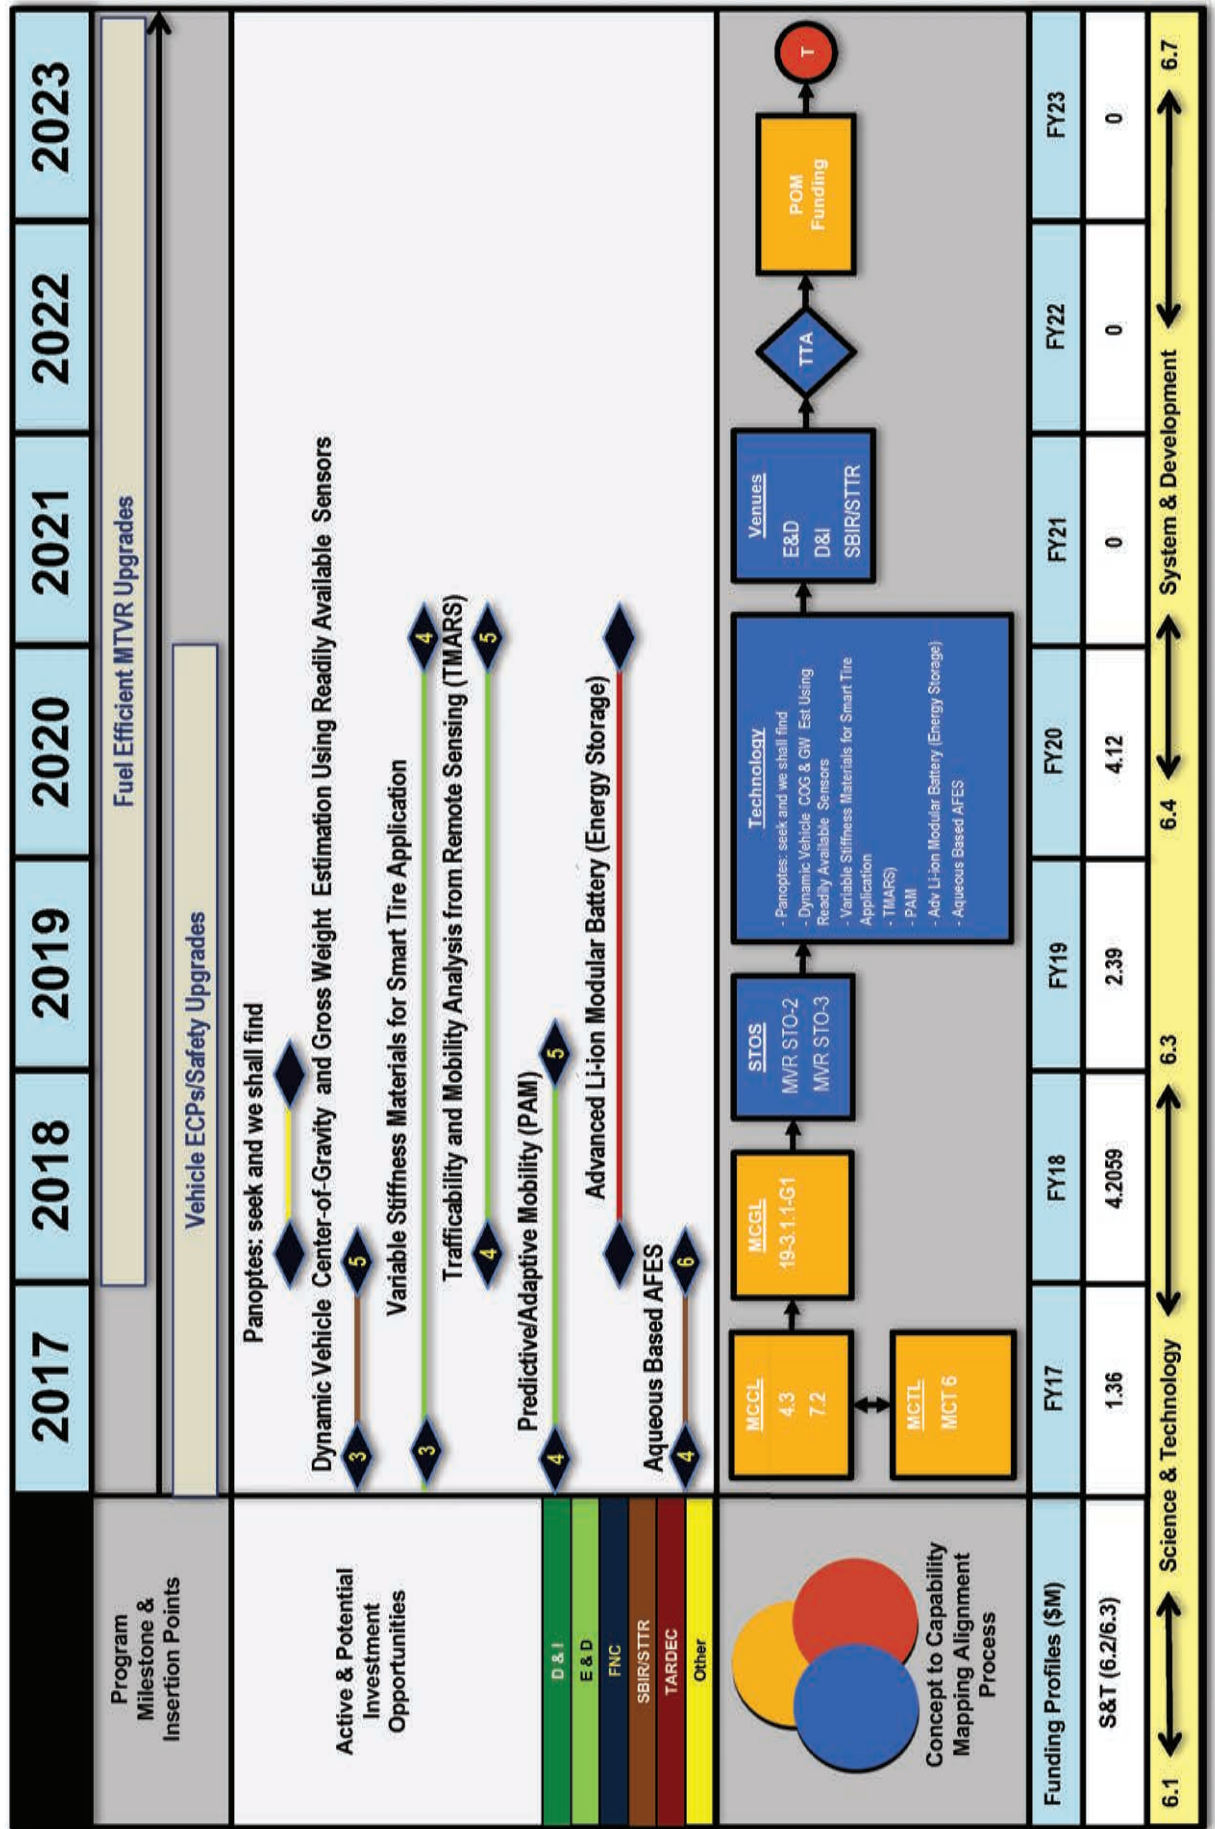 2017
2018
2019
2020
2021
2022
2023
Program
Milestone &
Insertion Points
Fuel Efficient MTVR Upgrades
Vehicle ECPs/Safety Upgrades
Active & Potential
Investment
Opportunities
D & I
E & D
FNC
SBIR/STTR
TARDEC
Other
Panoptes: seek and we shall find
Dynamic Vehicle Center-of-Gravity and Gross Weight Estimation Using Readily Available Sensors
3
5
Variable Stiffness Materials for Smart Tire Application
3
4
Trafficability and Mobility Analysis from Remote Sensing (TMARS)
4
5
Predictive/Adaptive Mobility (PAM)
4
5
Advanced Li-ion Modular Battery (Energy Storage)
Aqueous Based AFES
4
6
Concept to Capability
Mapping Alignment
Process
MCCL
4.3
7.2
MCTL
MCT 6
MCGL
19-3.1.1-G1
STOS
MVR STO-2
MVR STO-3
Technology
- Panoptes: seek and we shall find
- Dynamic Vehicle COG & GW Est Using
Readily Available Sensors
- Variable Stiffness Materials for Smart Tire
Application
- TMARS)
- PAM
- Adv Li-ion Modular Battery (Energy Storage)
- Aqueous Based AFES
Venues
E&D
D&I
SBIR/STTR
TTA
POM
Funding
T
Funding Profiles ($M)
FY17
FY18
FY19
FY20
FY21
FY22
FY23
S&T (6.2/6.3)
1.36
4.2059
2.39
4.12
0
0
0
6.1
Science & Technology
6.3
6.4
System & Development
6.7